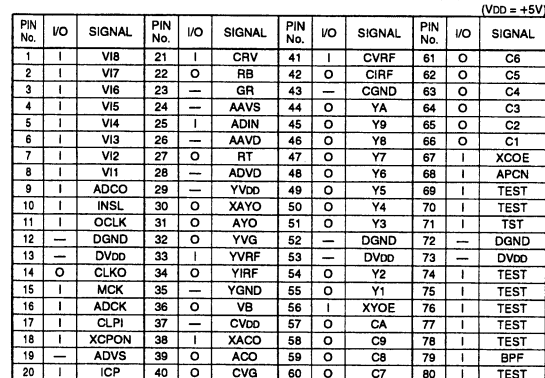 (VDD = +5V)
PIN No. I/O SIGNAL PIN No. I/O SIGNAL PIN No. I/O SIGNAL PIN No. I/O SIGNAL
1 I VI8 21 I CRV 41 I CVRF 61 O C6
2 I VI7 22 O RB 42 O CIRF 62 O C5
3 I VI6 23 — GR 43 — CGND 63 O C4
4 I VI5 24 — AAVS 44 O YA 64 O C3
5 I VI4 25 I ADIN 45 O Y9 65 O C2
6 I VI3 26 — AAVD 46 O Y8 66 O C1
7 I VI2 27 O RT 47 O Y7 67 I XCOE
8 I VI1 28 — ADVD 48 O Y6 68 I APCN
9 I ADCO 29 — YVDD 49 O Y5 69 I TEST
10 I INSL 30 O XAYO 50 O Y4 70 I TEST
11 I OCLK 31 O AYO 51 O Y3 71 I TST
12 — DGND 32 O YVG 52 — DGND 72 — DGND
13 — DVDD 33 I YVRF 53 — DVDD 73 — DVDD
14 O CLKO 34 O YIRF 54 O Y2 74 I TEST
15 I MCK 35 — YGND 55 O Y1 75 I TEST
16 I ADCK 36 O VB 56 I XYOE 76 I TEST
17 I CLPI 37 — CVDD 57 O CA 77 I TEST
18 I XCPON 38 I XACO 58 O C9 78 I TEST
19 — ADVS 39 O ACO 59 O C8 79 I BPF
20 I ICP 40 O CVG 60 O C7 80 I TEST